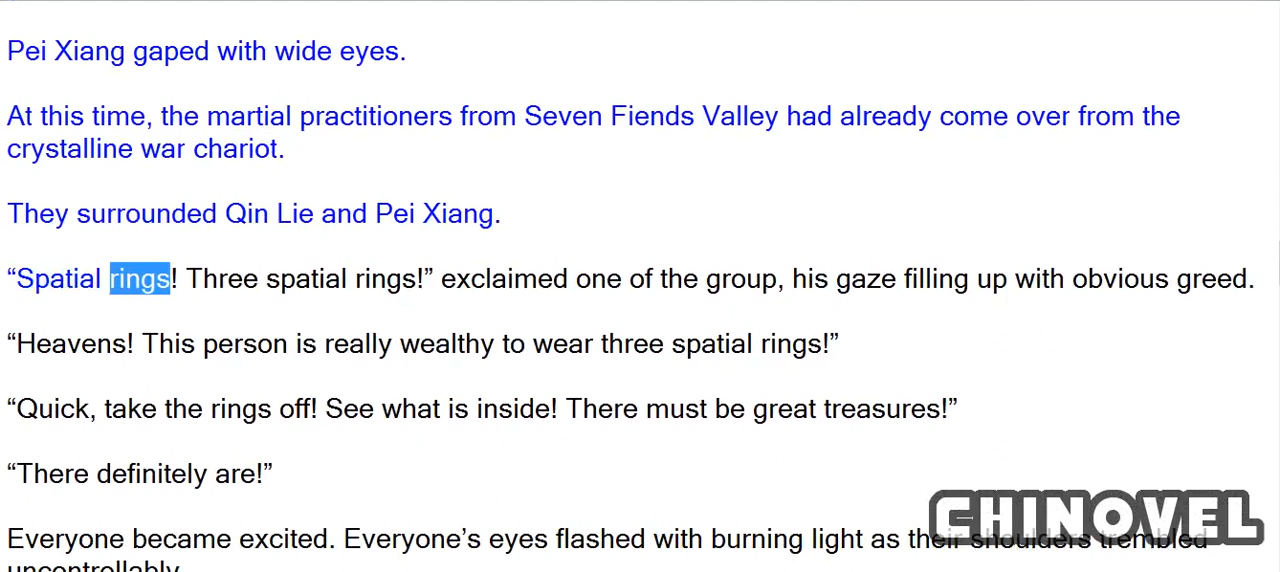 Pei Xiang gaped with wide eyes.
At this time, the martial practitioners from Seven Fiends Valley had already come over from the
crystalline war chariot.
They surrounded Qin Lie and Pei Xiang.
“Spatial rings! Three spatial rings!” exclaimed one of the group, his gaze filling up with obvious greed.
“Heavens! This person is really wealthy to wear three spatial rings!”
“Quick, take the rings off! See what is inside! There must be great treasures!”
“There definitely are!”
Everyone became excited. Everyone’s eyes flashed with burning light as their shoulders trembled
uncontrollably
CHINOVEL